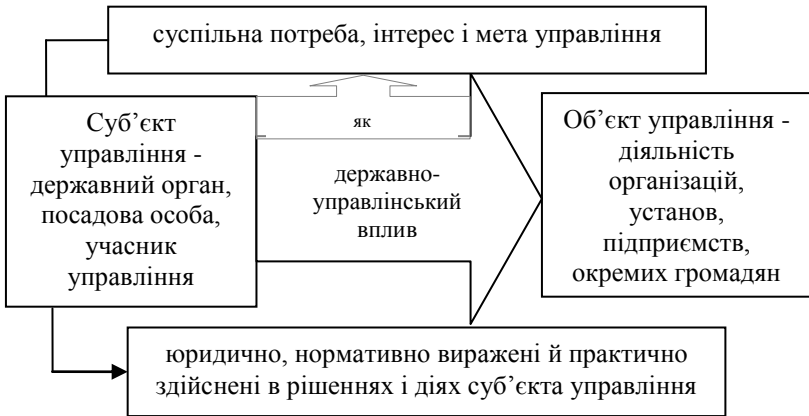 суспільна потреба, інтерес і мета управління
Суб’єкт
управління -
державний орган,
посадова особа,
учасник
управління
як
державно-
управлінський
вплив
Об’єкт управління -
діяльність
організацій,
установ,
підприємств,
окремих громадян
юридично, нормативно виражені й практично
здійснені в рішеннях і діях суб’єкта управління